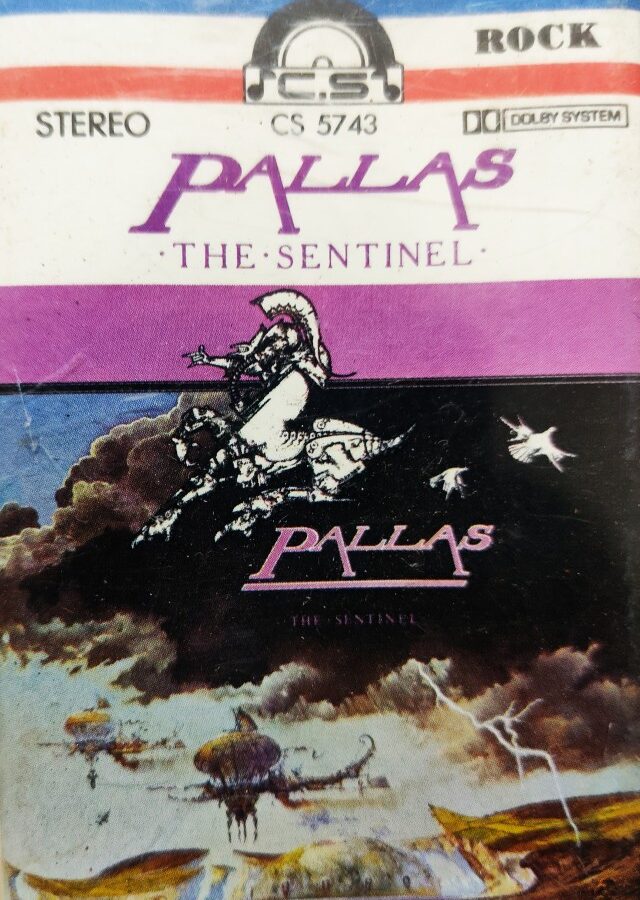 ROCK
C.S
STEREO
CS 5743
DOLBY SYSTEM
PALLAS
·THE·SENTINEL·
PALLAS
THE·SENTINEL